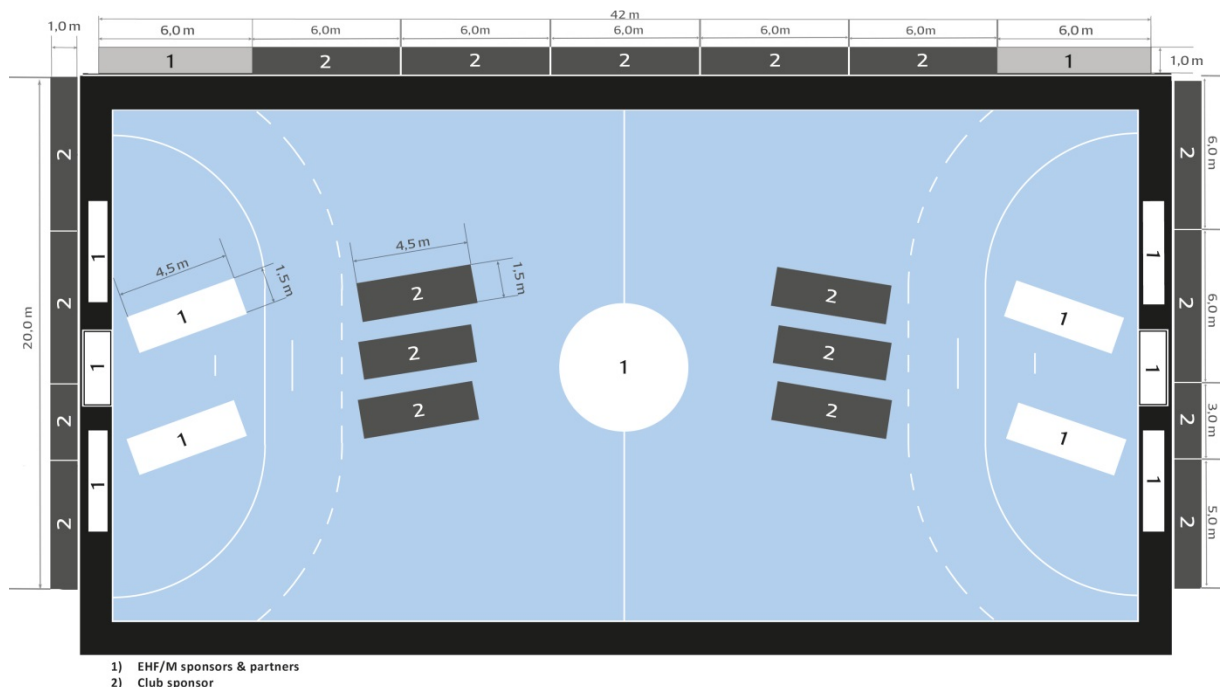 42 m
1,0 m 6,0 m 6,0m 6,0m 6,0m 6,0m 6,0m 6,0 m
1 2 2 2 2 2 1
1,0 m
2 2
6,0 m
1 1
4,5 m 4,5 m
1,5 m 1,5 m
2 2 2 2
6,0 m
20,0 m
1 1
2 2
1 1 1
3,0 m
2 2 2 2
1 1
1 1
2 2
5,0 m
1) EHF/M sponsors & partners
2) Club sponsor